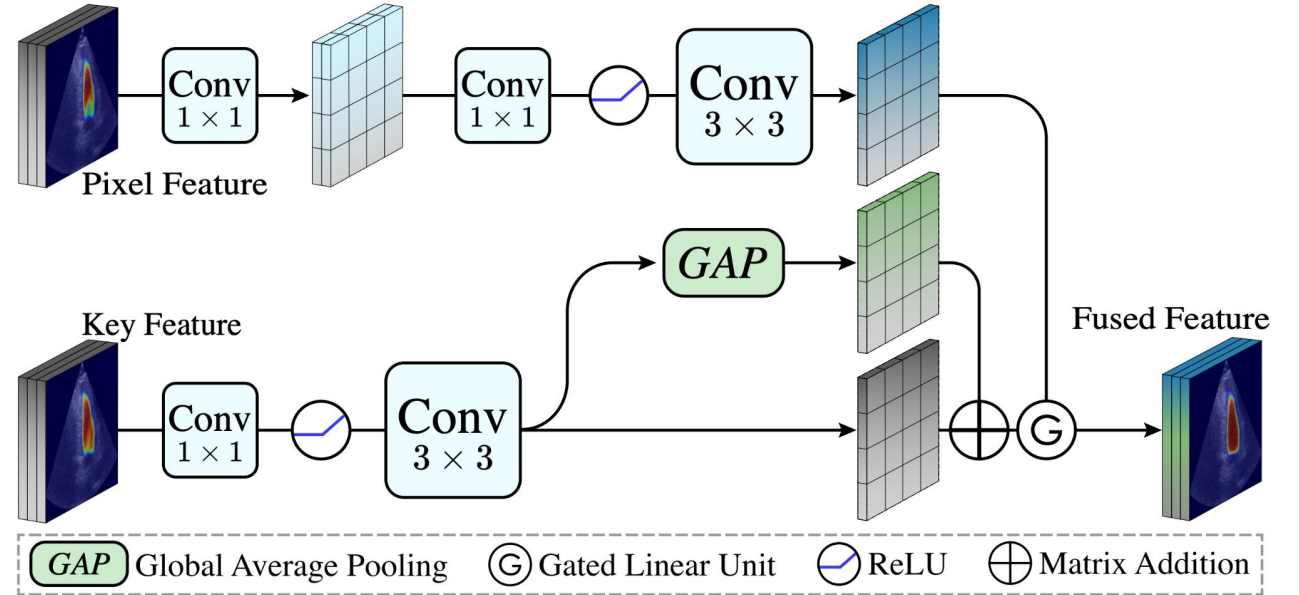 Conv
1 × 1
Conv
1 × 1
Conv
3 × 3
Pixel Feature
GAP
Key Feature
Fused Feature
Conv
1 × 1
Conv
3 × 3
G
GAP Global Average Pooling G Gated Linear Unit ReLU Matrix Addition